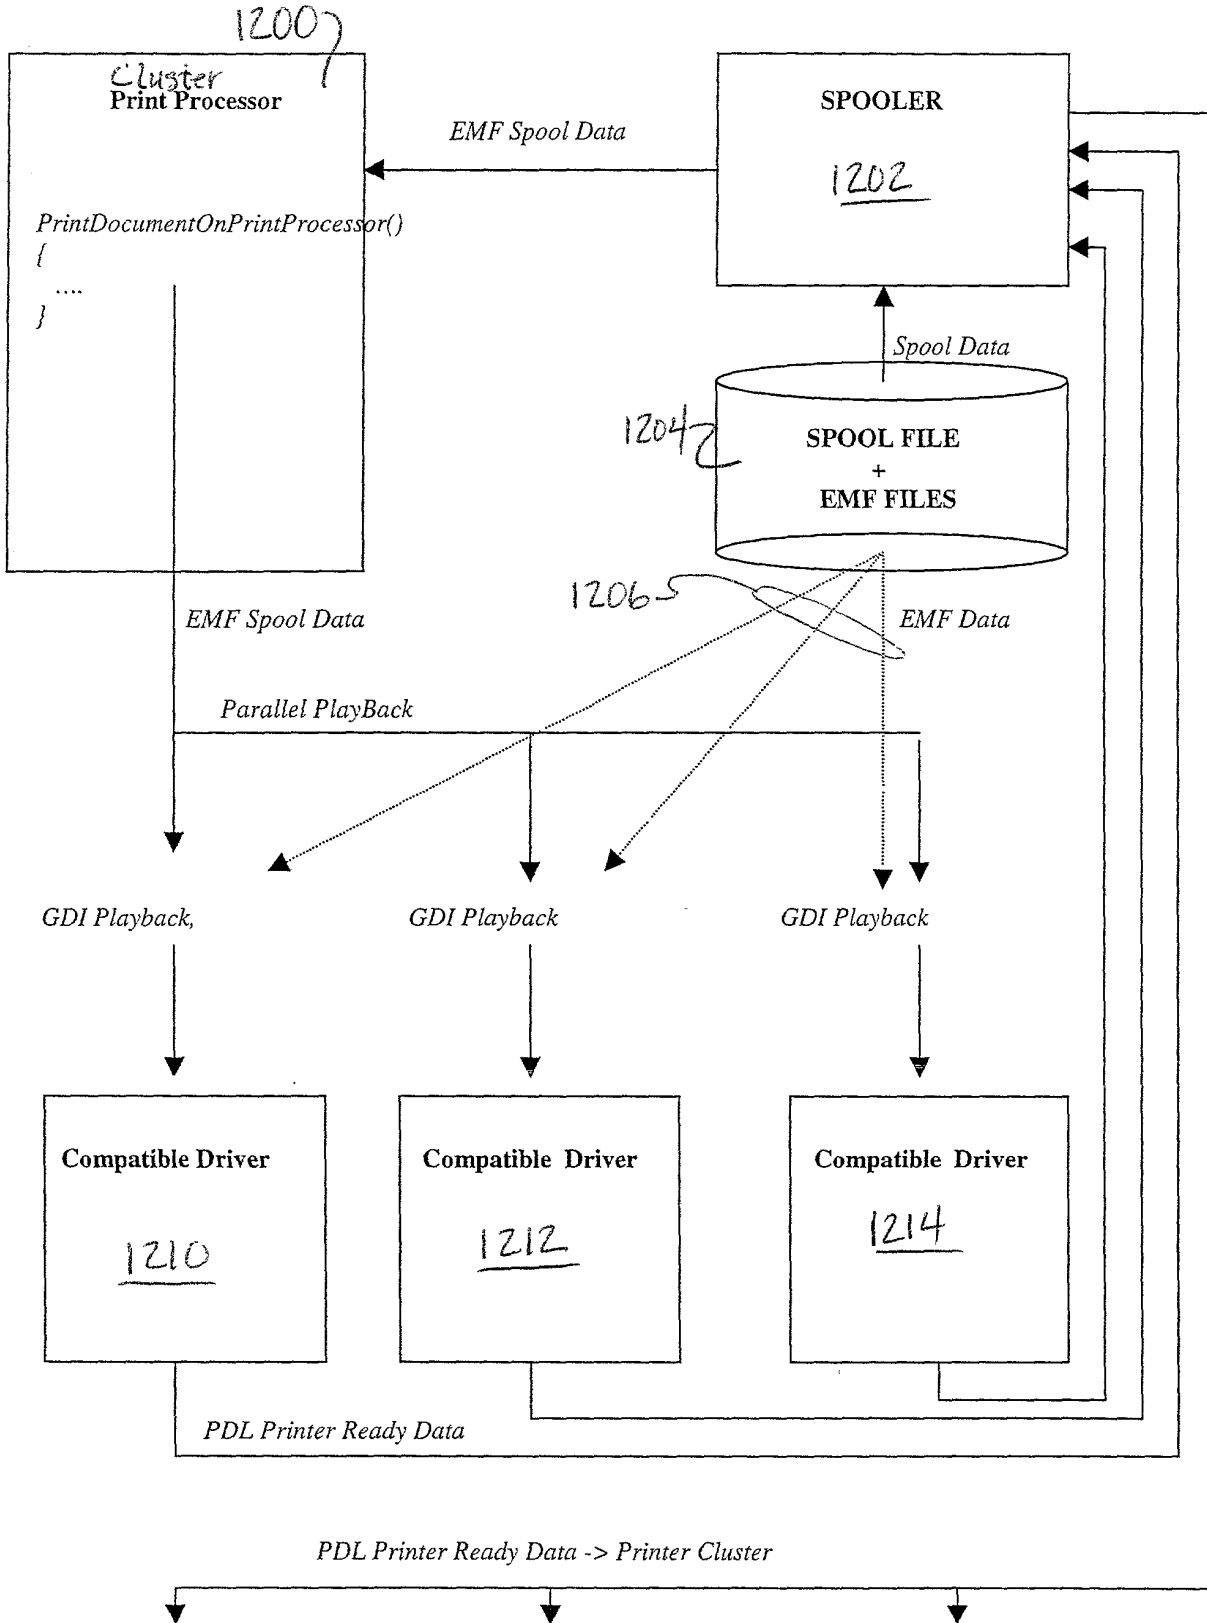 1200
Cluster
Print Processor
SPOOLER
1202
EMF Spool Data
PrintDocumentOnPrintProcessor()
{
....
}
Spool Data
1204
SPOOL FILE
+
EMF FILES
1206
EMF Spool Data
EMF Data
Parallel PlayBack
GDI Playback,
GDI Playback
GDI Playback
Compatible Driver
1210
Compatible Driver
1212
Compatible Driver
1214
PDL Printer Ready Data
PDL Printer Ready Data -> Printer Cluster